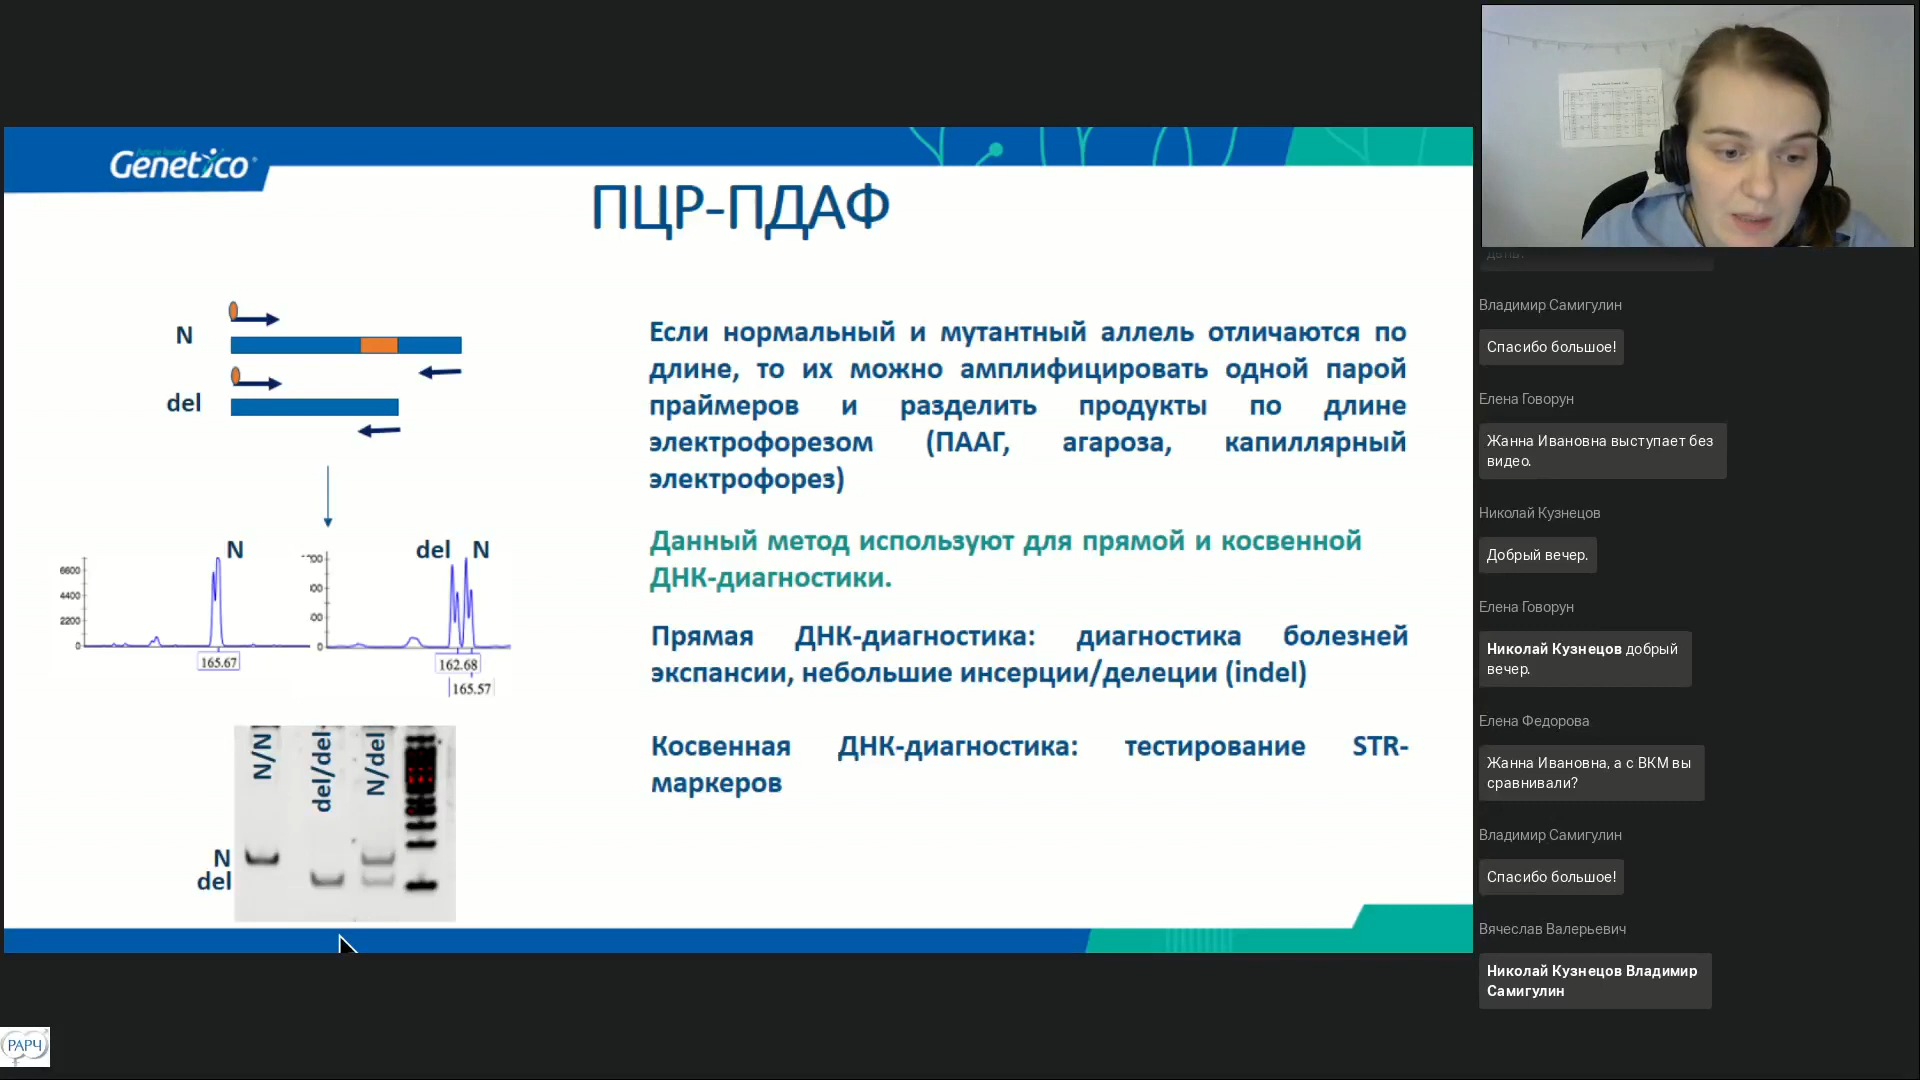 Genetico
ПЦР-ПДАФ
N
del
Если нормальный и мутантный аллель отличаются по
длине, то их можно амплифицировать одной парой
праймеров и разделить продукты по длине
электрофорезом (ПААГ, агароза, капиллярный
электрофорез)
Данный метод используют для прямой и косвенной
ДНК-диагностики.
Прямая ДНК-диагностика: диагностика болезней
экспансии, небольшие инсерции/делеции (indel)
Косвенная ДНК-диагностика: тестирование STR-
маркеров
N
6600
4400
2200
0
165.67
del N
0
162.68
165.57
N/N
del/del
N/del
N
del
РАРЧ
день.
Владимир Самигулин
Спасибо большое!
Елена Говорун
Жанна Ивановна выступает без
видео.
Николай Кузнецов
Добрый вечер.
Елена Говорун
Николай Кузнецов добрый
вечер.
Елена Федорова
Жанна Ивановна, а с ВКМ вы
сравнивали?
Владимир Самигулин
Спасибо большое!
Вячеслав Валерьевич
Николай Кузнецов Владимир
Самигулин